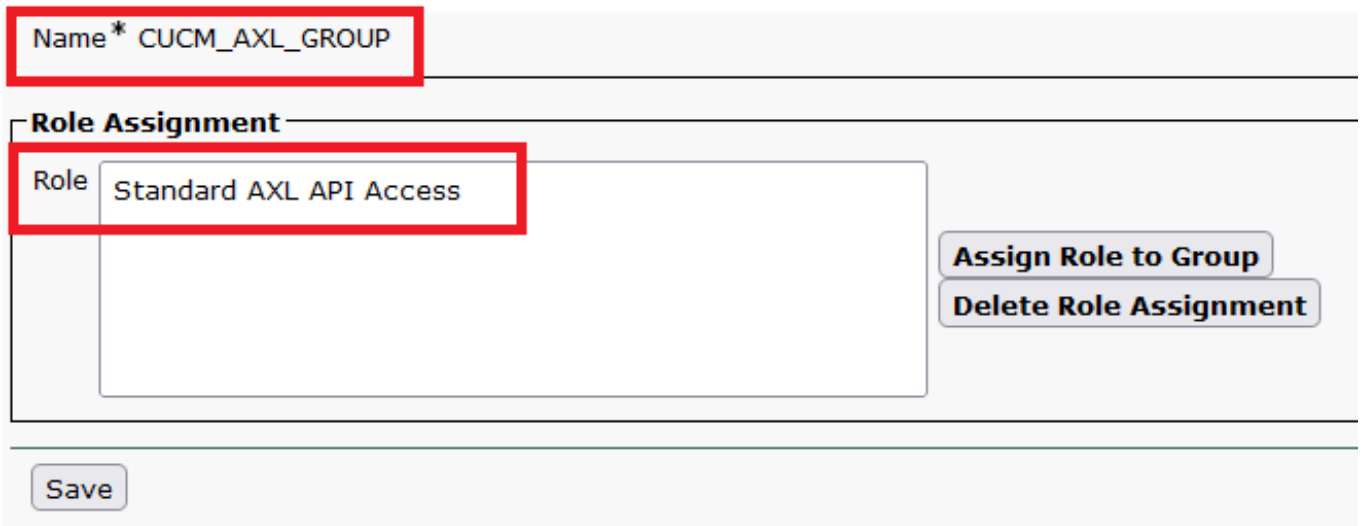 Name* CUCM_AXL_GROUP
Role Assignment
Role
Standard AXL API Access
Assign Role to Group
Delete Role Assignment
Save